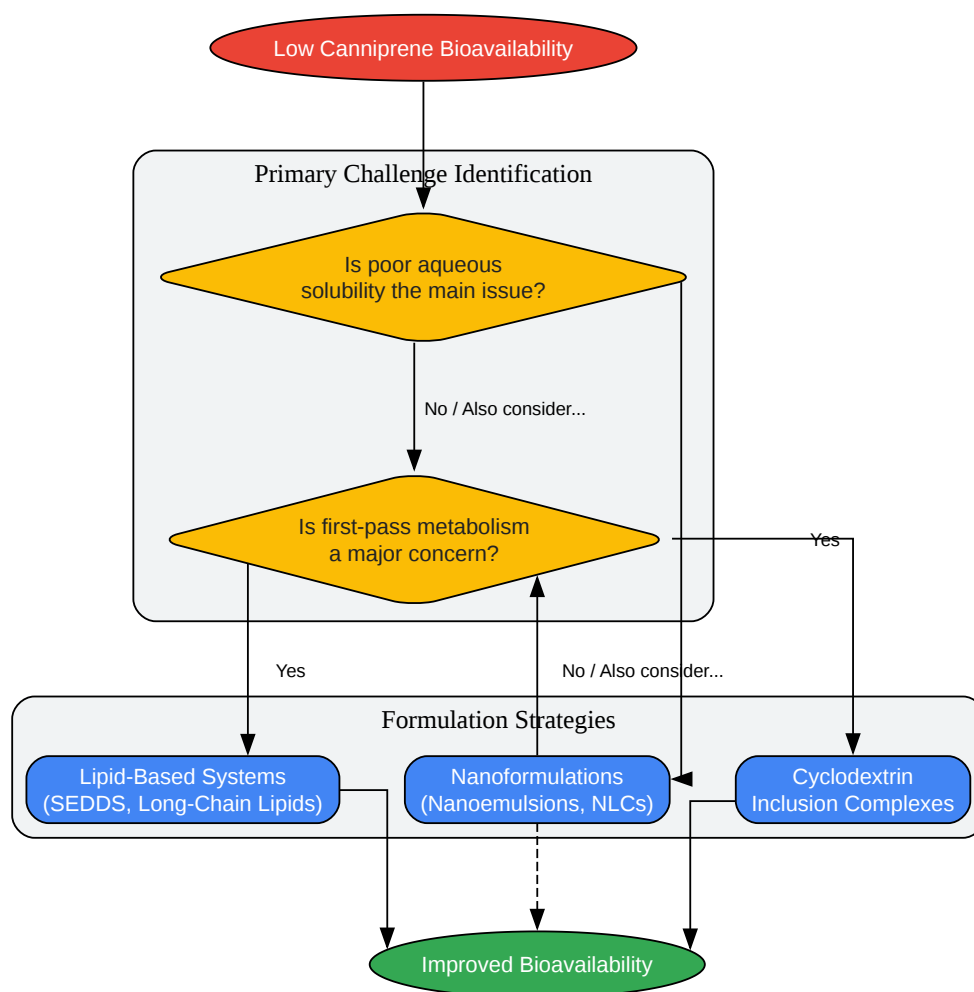 Low Canniprene Bioavailability
Primary Challenge Identification
Is poor aqueous
solubility the main issue?
No / Also consider...
Is first-pass metabolism
a major concern?
Yes
Yes
No / Also consider...
Formulation Strategies
Lipid-Based Systems
(SEDDS, Long-Chain Lipids)
Nanoformulations
(Nanoemulsions, NLCs)
Cyclodextrin
Inclusion Complexes
Improved Bioavailability